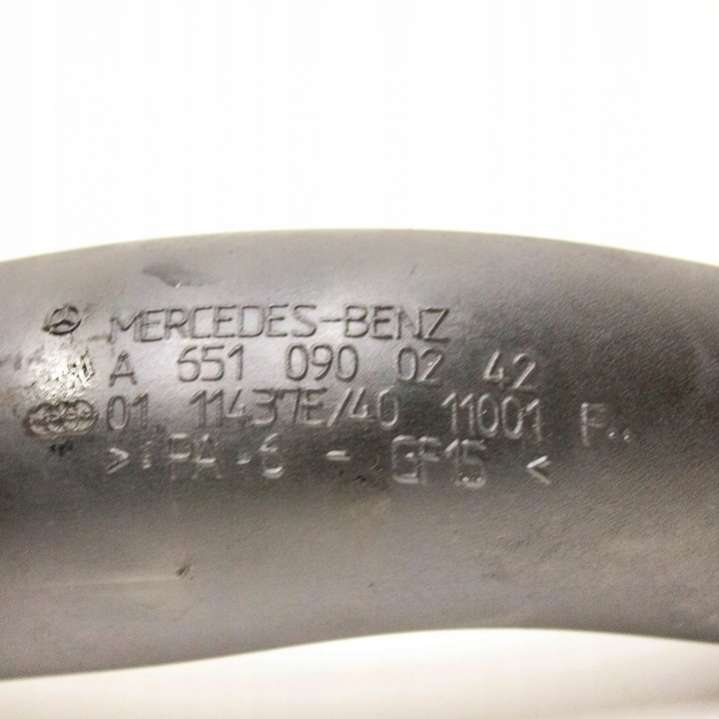 MERCEDES-BENZ
A 651 090 02 42
01 11437E/40 11001 F..
>PA-6 - GF15<